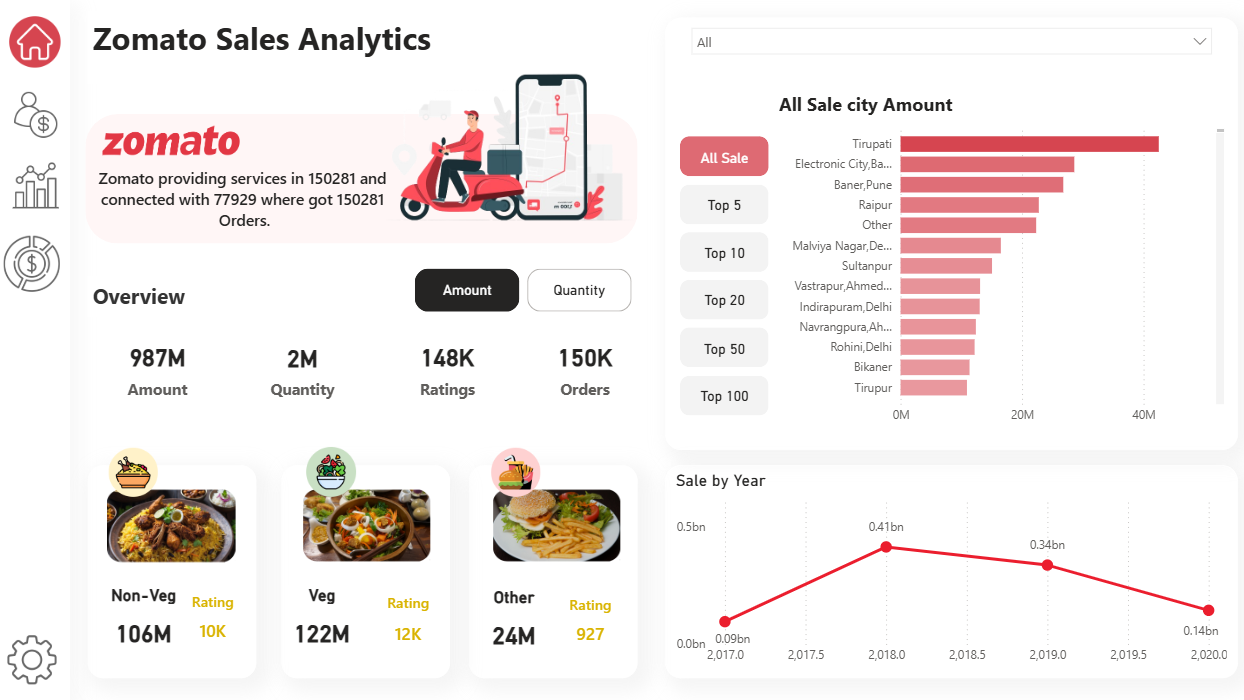 Zomato Sales Analytics
zomato
Zomato providing services in 150281 and
connected with 77929 where got 150281
Orders.
Overview
Amount
Quantity
987M
Amount
2M
Quantity
148K
Ratings
150K
Orders
Non-Veg
106M
Rating
10K
Veg
122M
Rating
12K
Other
24M
Rating
927
All
All Sale city Amount
All Sale
Top 5
Top 10
Top 20
Top 50
Top 100
Tirupati
Electronic City,Ba...
Baner,Pune
Raipur
Other
Malviya Nagar,De...
Sultanpur
Vastrapur,Ahmed...
Indirapuram,Delhi
Navrangpura,Ah...
Rohini,Delhi
Bikaner
Tirupur
0M
20M
40M
Sale by Year
0.5bn
0.0bn
0.09bn
0.41bn
0.34bn
0.14bn
2,017.0
2,017.5
2,018.0
2,018.5
2,019.0
2,019.5
2,020.0